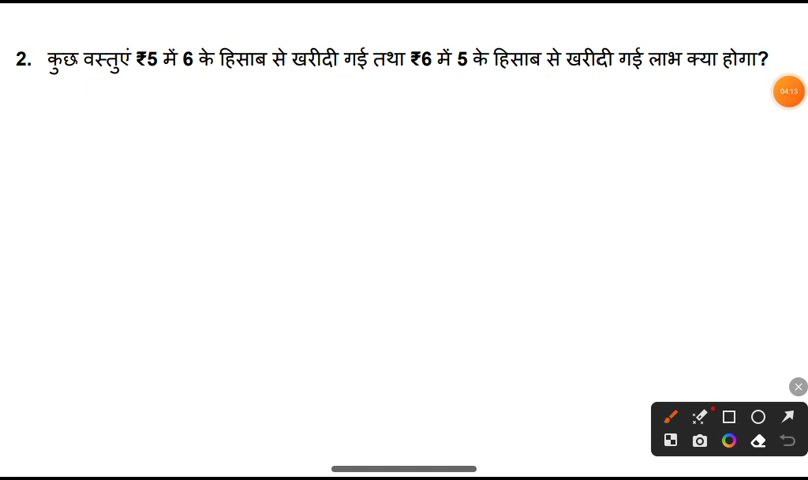 2. कुछ वस्तुएं ₹5 में 6 के हिसाब से खरीदी गई तथा ₹6 में 5 के हिसाब से खरीदी गई लाभ क्या होगा?
04:13